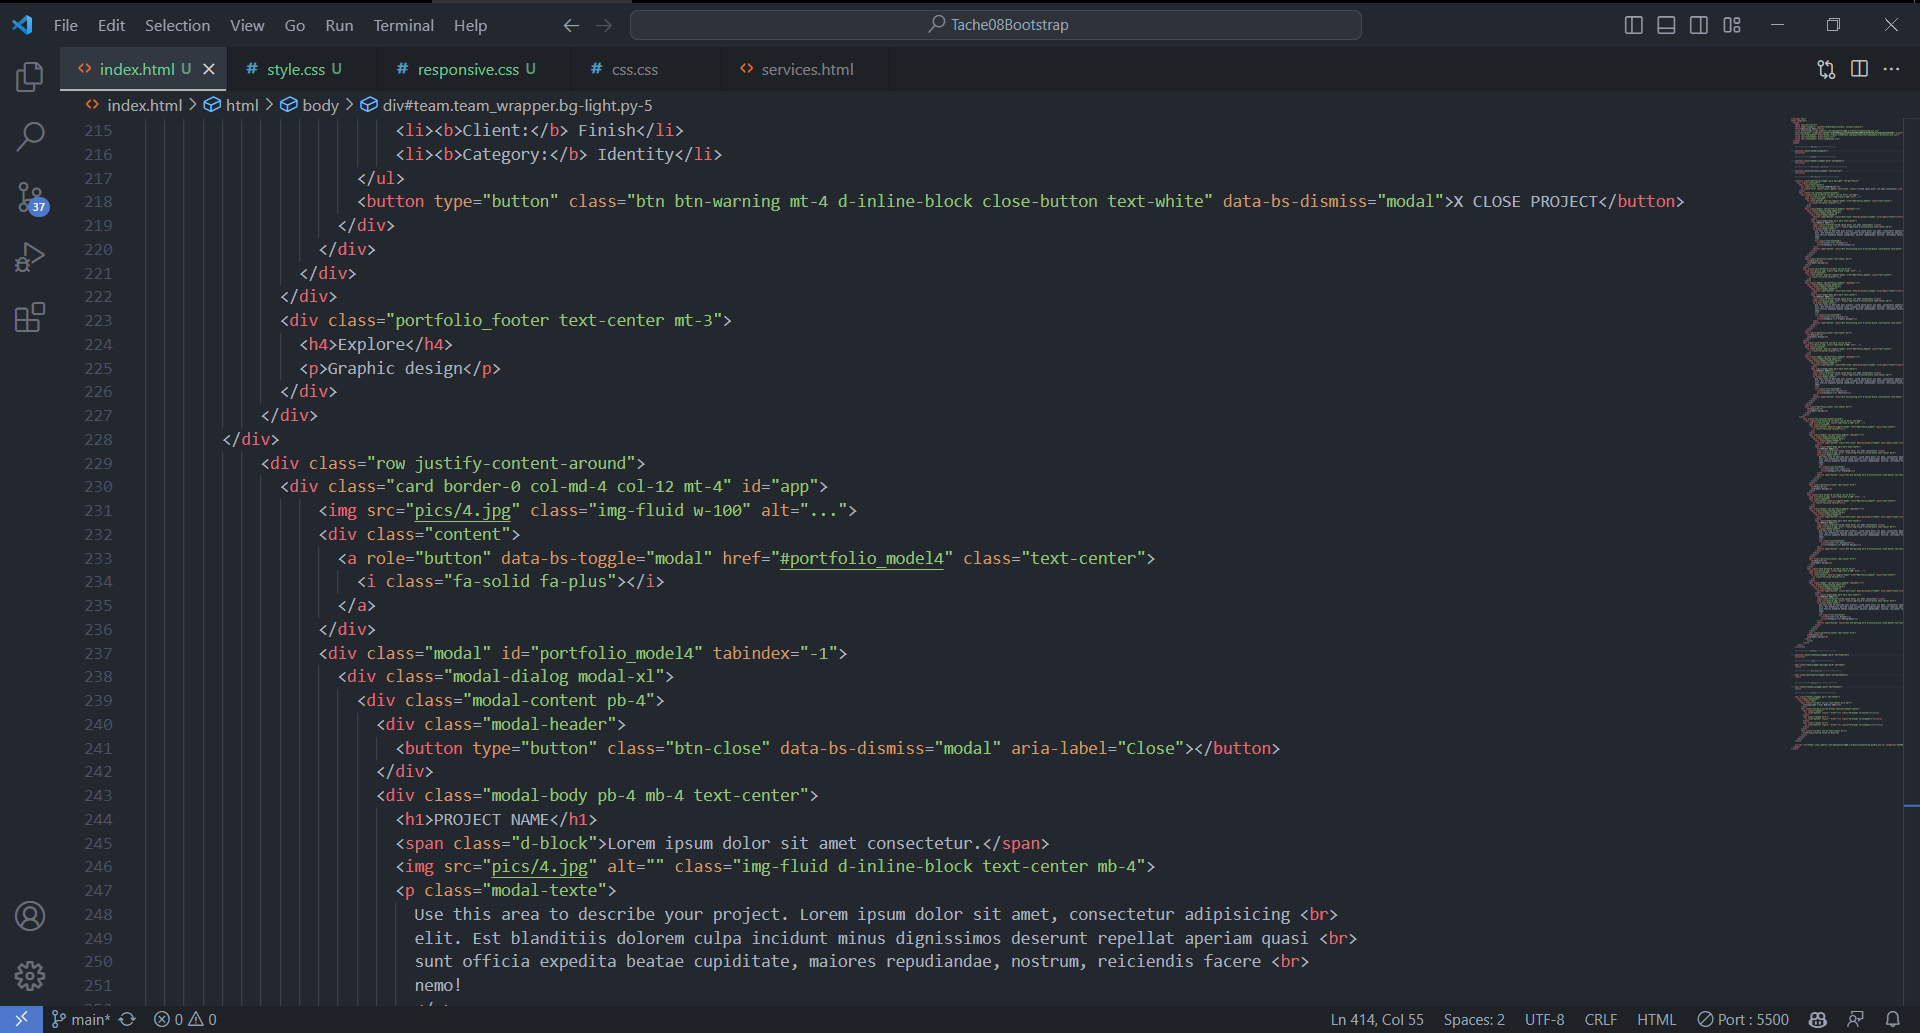 File Edit Selection View Go Run Terminal Help
Tache08Bootstrap
index.html U
style.css U
responsive.css U
css.css
services.html
index.html > html > body > div#team.team_wrapper.bg-light.py-5
215 <li><b>Client:</b> Finish</li>
216 <li><b>Category:</b> Identity</li>
217 </ul>
218 <button type="button" class="btn btn-warning mt-4 d-inline-block close-button text-white" data-bs-dismiss="modal">X CLOSE PROJECT</button>
219 </div>
220 </div>
221 </div>
222 </div>
223 <div class="portfolio_footer text-center mt-3">
224 <h4>Explore</h4>
225 <p>Graphic design</p>
226 </div>
227 </div>
228 </div>
229 <div class="row justify-content-around">
230 <div class="card border-0 col-md-4 col-12 mt-4" id="app">
231 <img src="pics/4.jpg" class="img-fluid w-100" alt="...">
232 <div class="content">
233 <a role="button" data-bs-toggle="modal" href="#portfolio_model4" class="text-center">
234 <i class="fa-solid fa-plus"></i>
235 </a>
236 </div>
237 <div class="modal" id="portfolio_model4" tabindex="-1">
238 <div class="modal-dialog modal-xl">
239 <div class="modal-content pb-4">
240 <div class="modal-header">
241 <button type="button" class="btn-close" data-bs-dismiss="modal" aria-label="Close"></button>
242 </div>
243 <div class="modal-body pb-4 mb-4 text-center">
244 <h1>PROJECT NAME</h1>
245 <span class="d-block">Lorem ipsum dolor sit amet consectetur.</span>
246 <img src="pics/4.jpg" alt="" class="img-fluid d-inline-block text-center mb-4">
247 <p class="modal-texte">
248 Use this area to describe your project. Lorem ipsum dolor sit amet, consectetur adipisicing <br>
249 elit. Est blanditiis dolorem culpa incidunt minus dignissimos deserunt repellat aperiam quasi <br>
250 sunt officia expedita beatae cupiditate, maiores repudiandae, nostrum, reiciendis facere <br>
251 nemo!
37
main* 0 0
Ln 414, Col 55 Spaces: 2 UTF-8 CRLF HTML Port : 5500